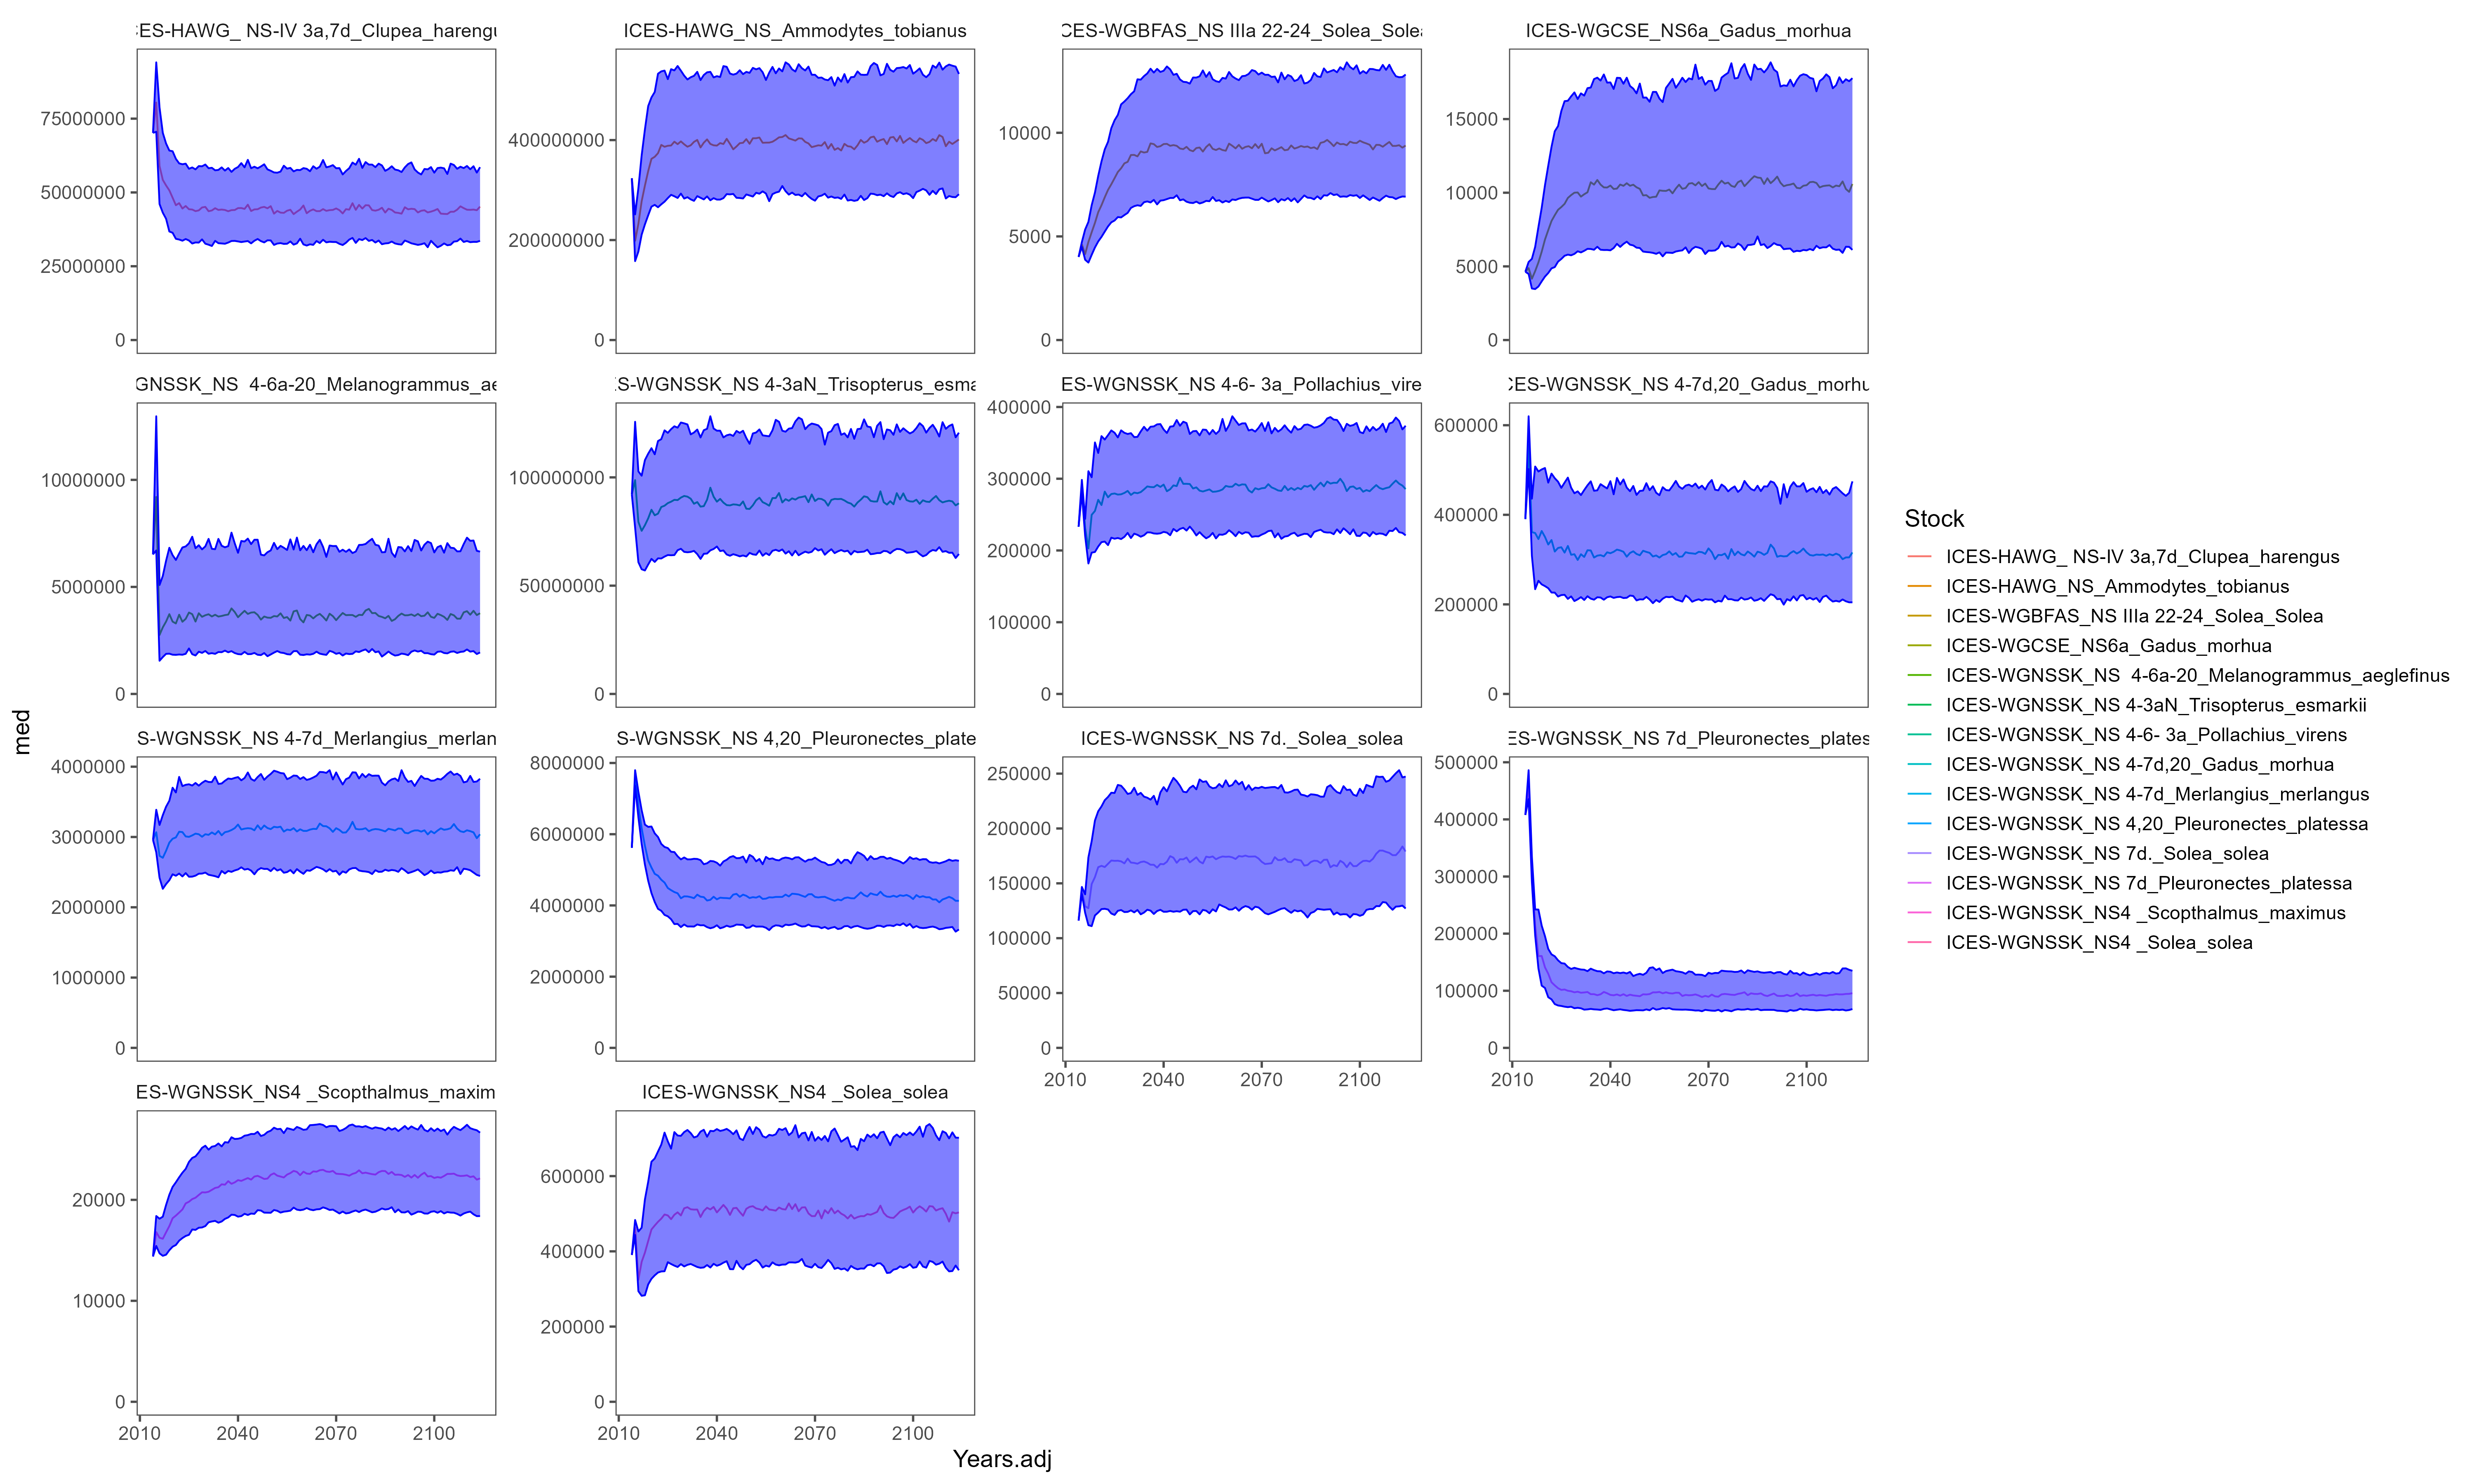 ICES-HAWG_ NS-IV 3a,7d_Clupea_harengu
ICES-HAWG_NS_Ammodytes_tobianus
ICES-WGBFAS_NS IIIa 22-24_Solea_Solea
ICES-WGCSE_NS6a_Gadus_morhua
75000000
50000000
25000000
0
400000000
200000000
0
10000
5000
0
15000
10000
5000
0
GNSSK_NS  4-6a-20_Melanogrammus_ae
ES-WGNSSK_NS 4-3aN_Trisopterus_esma
ES-WGNSSK_NS 4-6- 3a_Pollachius_vire
CES-WGNSSK_NS 4-7d,20_Gadus_morhu
10000000
5000000
0
100000000
50000000
0
400000
300000
200000
100000
0
600000
400000
200000
0
S-WGNSSK_NS 4-7d_Merlangius_merlan
S-WGNSSK_NS 4,20_Pleuronectes_plate
ICES-WGNSSK_NS 7d._Solea_solea
ES-WGNSSK_NS 7d_Pleuronectes_plates
4000000
3000000
2000000
1000000
0
8000000
6000000
4000000
2000000
0
250000
200000
150000
100000
50000
0
500000
400000
300000
200000
100000
0
2010 2040 2070 2100
2010 2040 2070 2100
ES-WGNSSK_NS4 _Scopthalmus_maxim
ICES-WGNSSK_NS4 _Solea_solea
20000
10000
0
600000
400000
200000
0
2010 2040 2070 2100
2010 2040 2070 2100
med
Years.adj
Stock
ICES-HAWG_ NS-IV 3a,7d_Clupea_harengus
ICES-HAWG_NS_Ammodytes_tobianus
ICES-WGBFAS_NS IIIa 22-24_Solea_Solea
ICES-WGCSE_NS6a_Gadus_morhua
ICES-WGNSSK_NS  4-6a-20_Melanogrammus_aeglefinus
ICES-WGNSSK_NS 4-3aN_Trisopterus_esmarkii
ICES-WGNSSK_NS 4-6- 3a_Pollachius_virens
ICES-WGNSSK_NS 4-7d,20_Gadus_morhua
ICES-WGNSSK_NS 4-7d_Merlangius_merlangus
ICES-WGNSSK_NS 4,20_Pleuronectes_platessa
ICES-WGNSSK_NS 7d._Solea_solea
ICES-WGNSSK_NS 7d_Pleuronectes_platessa
ICES-WGNSSK_NS4 _Scopthalmus_maximus
ICES-WGNSSK_NS4 _Solea_solea